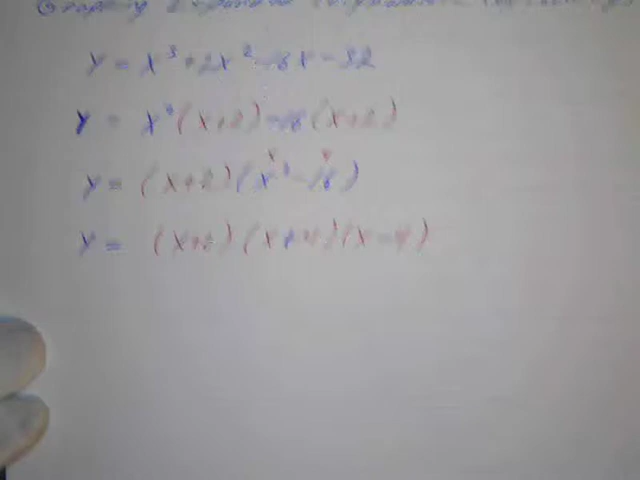 y = x³ + 2x² - 16x - 32
y = x²(x+2) - 16(x+2)
y = (x+2)(x² - 16)
y = (x+2)(x+4)(x-4)